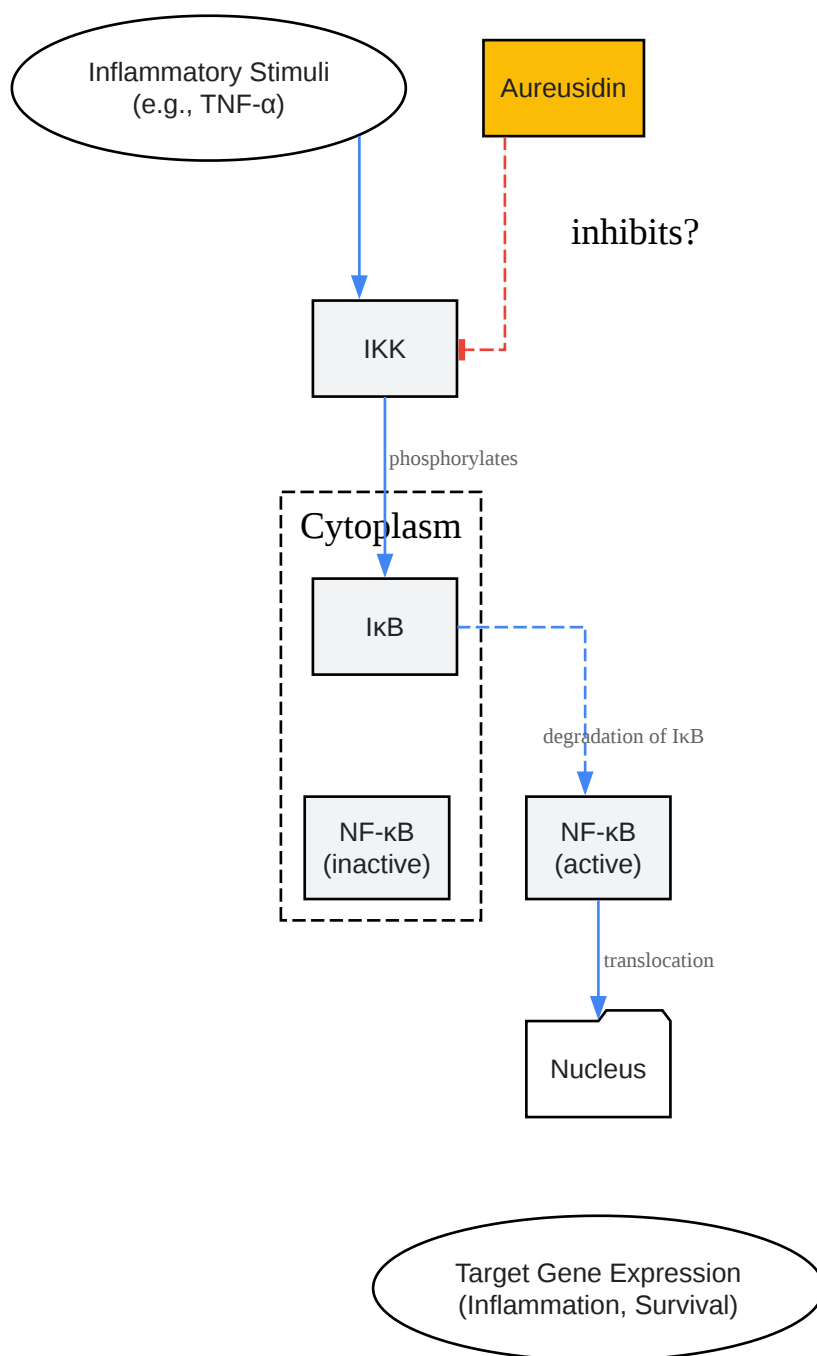 Inflammatory Stimuli
(e.g., TNF-α)
Aureusidin
inhibits?
IKK
phosphorylates
Cytoplasm
IκB
degradation of IκB
NF-κB
(inactive)
NF-κB
(active)
translocation
Nucleus
Target Gene Expression
(Inflammation, Survival)